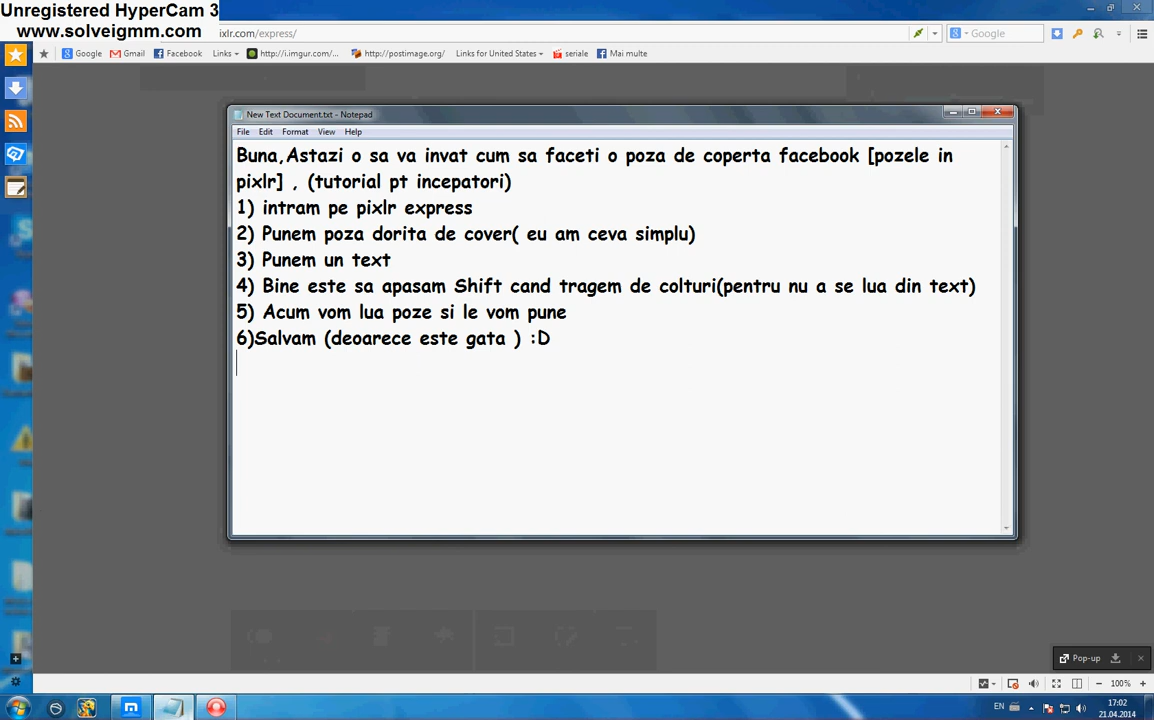 Unregistered HyperCam 3
www.solveigmm.com
ixlr.com/express/
Google
Google
Gmail
Facebook
Links
http://i.imgur.com/...
http://postimage.org/
Links for United States
seriale
Mai multe
New Text Document.txt - Notepad
File Edit Format View Help
Buna,Astazi o sa va invat cum sa faceti o poza de coperta facebook [pozele in
pixlr] , (tutorial pt incepatori)
1) intram pe pixlr express
2) Punem poza dorita de cover( eu am ceva simplu)
3) Punem un text
4) Bine este sa apasam Shift cand tragem de colturi(pentru nu a se lua din text)
5) Acum vom lua poze si le vom pune
6)Salvam (deoarece este gata ) :D
Pop-up
100%
EN
17:02
21.04.2014